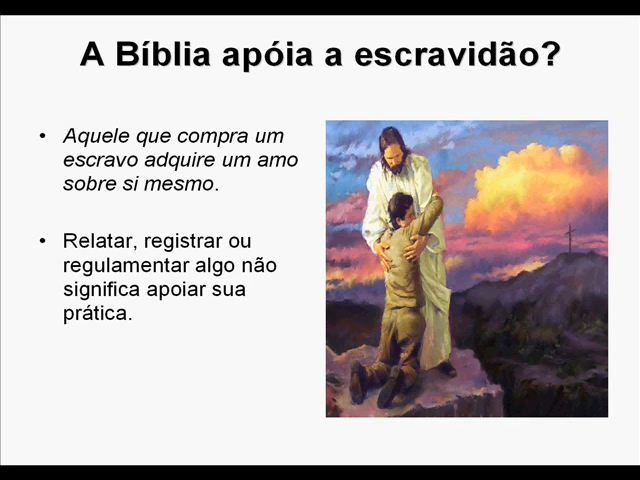 A Bíblia apóia a escravidão?
• Aquele que compra um
escravo adquire um amo
sobre si mesmo.
• Relatar, registrar ou
regulamentar algo não
significa apoiar sua
prática.